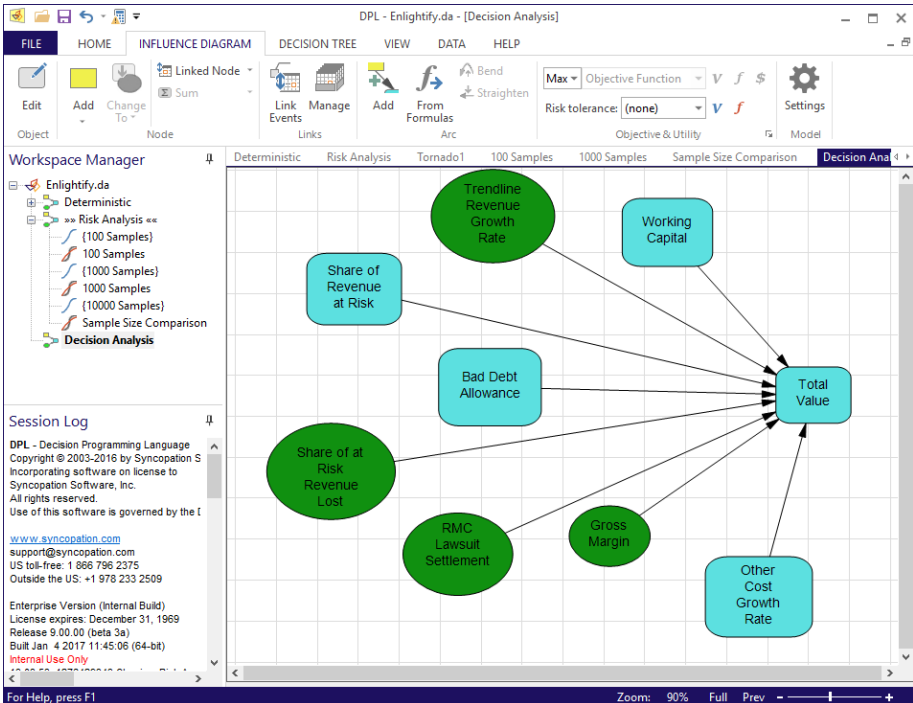 DPL - Enlightify.da - [Decision Analysis]
FILE HOME INFLUENCE DIAGRAM DECISION TREE VIEW DATA HELP
Edit
Object
Add
Change
To
Linked Node
Sum
Node
Link
Events
Manage
Links
Add
From
Formulas
Bend
Straighten
Arc
Max Objective Function V f $
Risk tolerance: (none) V f
Objective & Utility
Settings
Model
Workspace Manager
Enlightify.da
Deterministic
»» Risk Analysis ««
{100 Samples}
100 Samples
{1000 Samples}
1000 Samples
{10000 Samples}
Sample Size Comparison
Decision Analysis
Session Log
DPL - Decision Programming Language
Copyright © 2003-2016 by Syncopation S
Incorporating software on license to
Syncopation Software, Inc.
All rights reserved.
Use of this software is governed by the
www.syncopation.com
support@syncopation.com
US toll-free: 1 866 796 2375
Outside the US: +1 978 233 2509
Enterprise Version (Internal Build)
License expires: December 31, 1969
Release 9.00.00 (beta 3a)
Built Jan 4 2017 11:45:06 (64-bit)
Internal Use Only
Deterministic Risk Analysis Tornado1 100 Samples 1000 Samples Sample Size Comparison Decision Anal
Trendline
Revenue
Growth
Rate
Working
Capital
Share of
Revenue
at Risk
Bad Debt
Allowance
Total
Value
Share of at
Risk
Revenue
Lost
RMC
Lawsuit
Settlement
Gross
Margin
Other
Cost
Growth
Rate
For Help, press F1
Zoom: 90% Full Prev